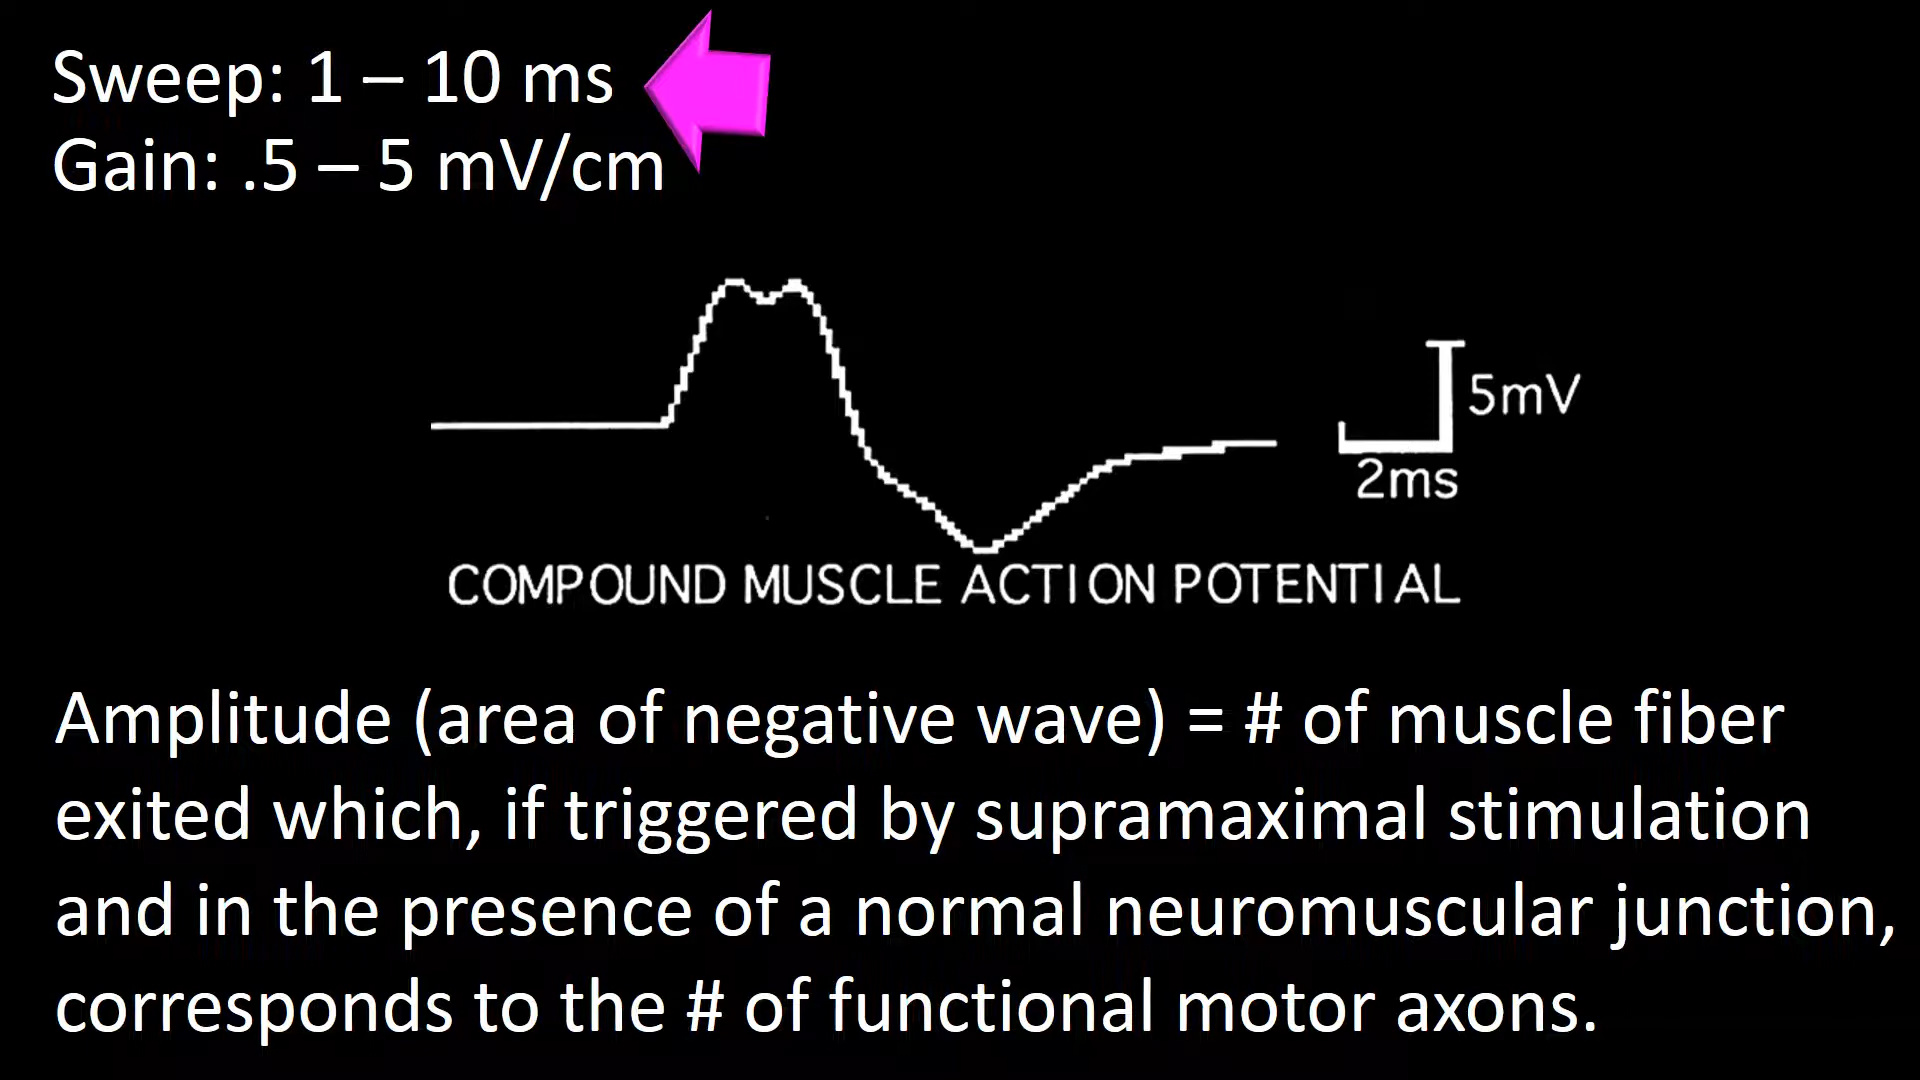 Sweep: 1 – 10 ms
Gain: .5 – 5 mV/cm
5mV
2ms
COMPOUND MUSCLE ACTION POTENTIAL
Amplitude (area of negative wave) = # of muscle fiber
exited which, if triggered by supramaximal stimulation
and in the presence of a normal neuromuscular junction,
corresponds to the # of functional motor axons.